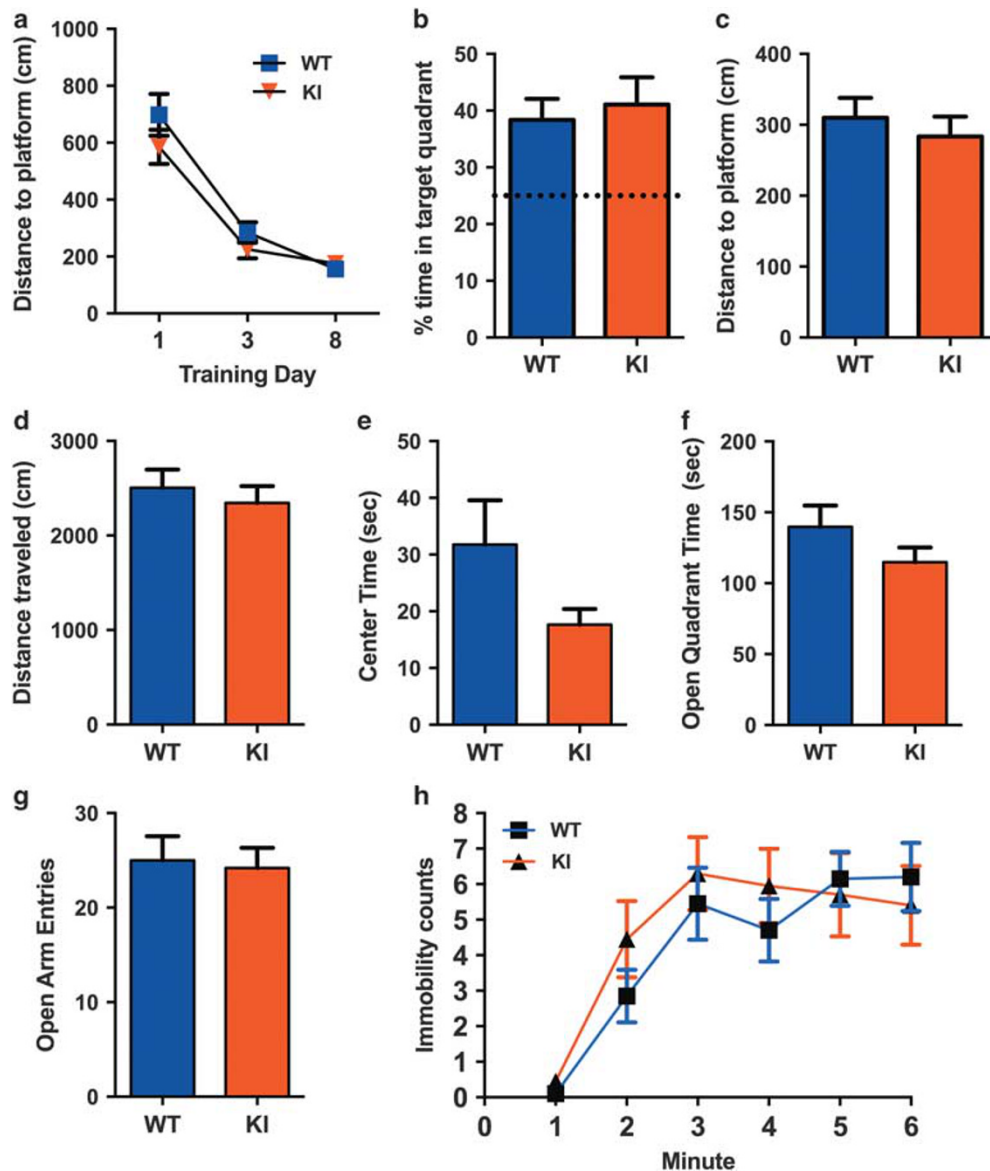 a
Distance to platform (cm)
1000
800
600
400
200
0
WT
KI
1 3 8
Training Day
b
% time in target quadrant
50
40
30
20
10
0
WT KI
c
Distance to platform (cm)
400
300
200
100
0
WT KI
d
Distance traveled (cm)
3000
2000
1000
0
WT KI
e
Center Time (sec)
50
40
30
20
10
0
WT KI
f
Open Quadrant Time (sec)
200
150
100
50
0
WT KI
g
Open Arm Entries
30
20
10
0
WT KI
h
Immobility counts
8
7
6
5
4
3
2
1
0
WT
KI
0 1 2 3 4 5 6
Minute